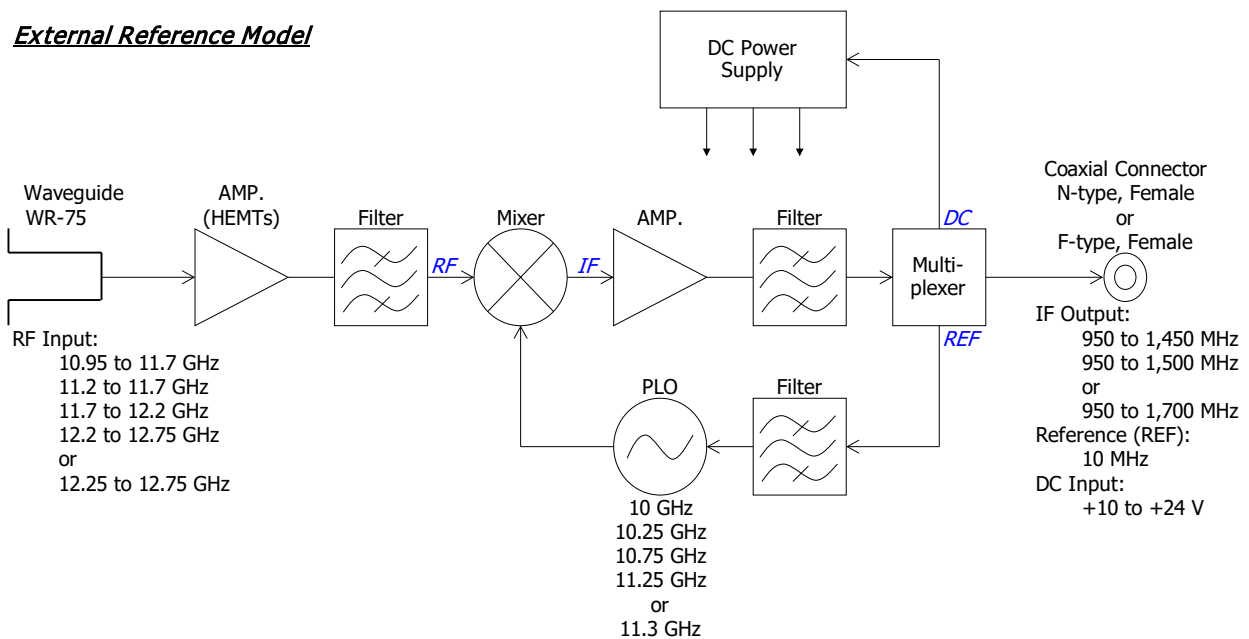 External Reference Model
DC Power
Supply
Waveguide
WR-75
AMP.
(HEMTs)
Filter
RF
Mixer
IF
AMP.
Filter
DC
Multi-
plexer
REF
Coaxial Connector
N-type, Female
or
F-type, Female
RF Input:
10.95 to 11.7 GHz
11.2 to 11.7 GHz
11.7 to 12.2 GHz
12.2 to 12.75 GHz
or
12.25 to 12.75 GHz
PLO
10 GHz
10.25 GHz
10.75 GHz
11.25 GHz
or
11.3 GHz
Filter
IF Output:
950 to 1,450 MHz
950 to 1,500 MHz
or
950 to 1,700 MHz
Reference (REF):
10 MHz
DC Input:
+10 to +24 V